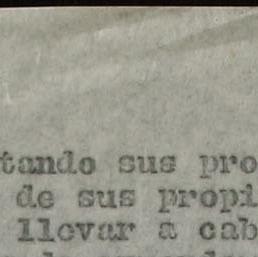 tando sus pro
de sus propi
llevar a cab